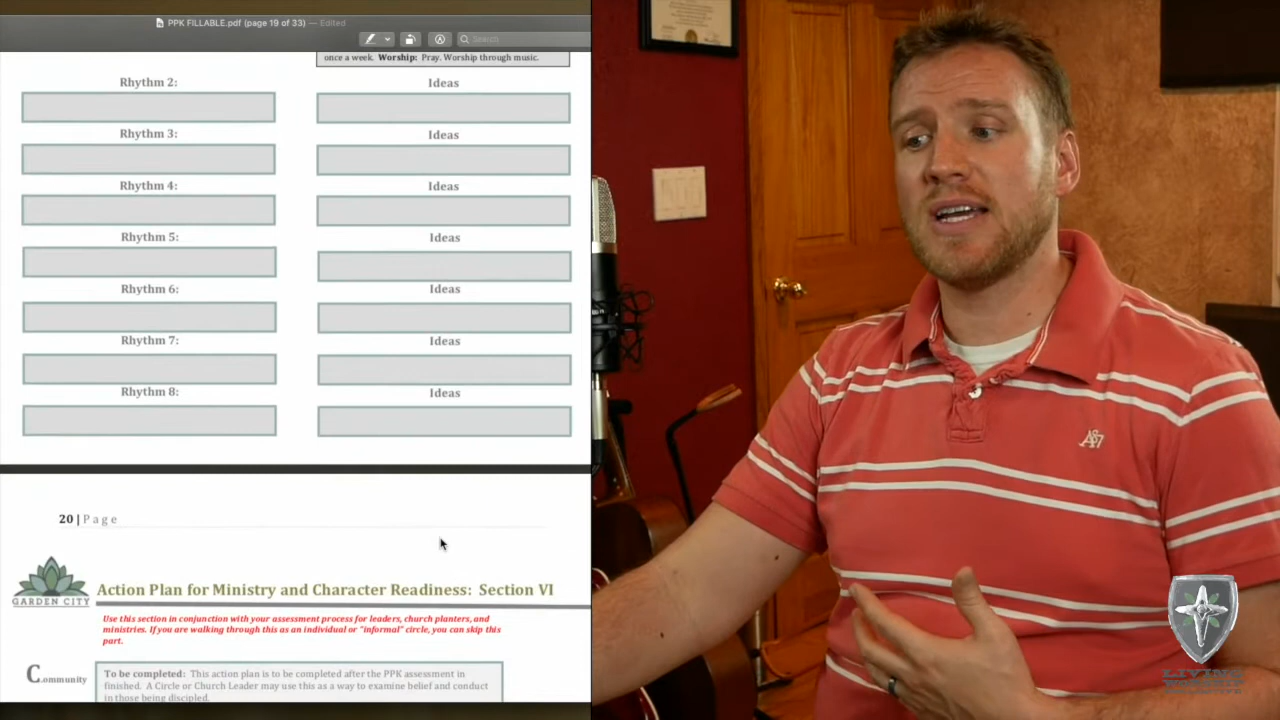 PPK FILLABLE.pdf (page 19 of 33) — Edited
Search
once a week. Worship: Pray. Worship through music.
Rhythm 2: Ideas
Rhythm 3: Ideas
Rhythm 4: Ideas
Rhythm 5: Ideas
Rhythm 6: Ideas
Rhythm 7: Ideas
Rhythm 8: Ideas
20 | P a g e
GARDEN CITY
Action Plan for Ministry and Character Readiness: Section VI
Use this section in conjunction with your assessment process for leaders, church planters, and
ministries. If you are walking through this as an individual or "informal" circle, you can skip this
part.
Community
To be completed: This action plan is to be completed after the PPK assessment in
finished. A Circle or Church Leader may use this as a way to examine belief and conduct
in those being discipled.
A87
LIVING
WORSHIP